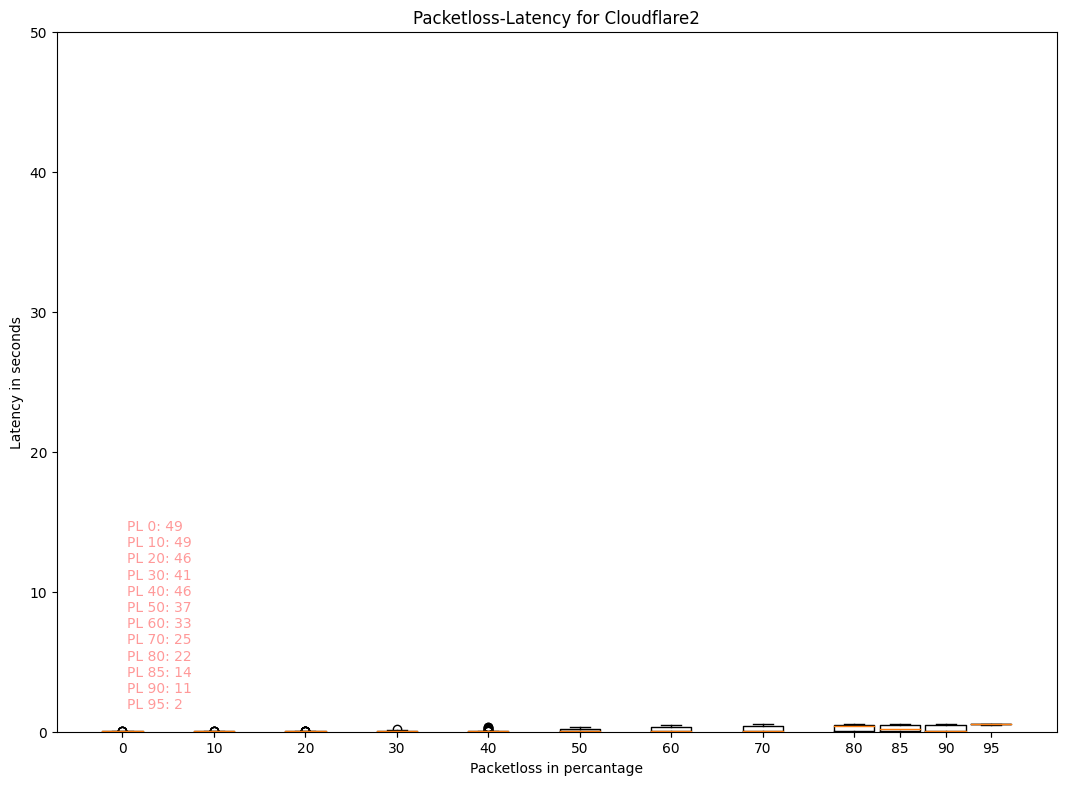 Packetloss-Latency for Cloudflare2
50
40
30
20
10
0
Latency in seconds
PL 0: 49
PL 10: 49
PL 20: 46
PL 30: 41
PL 40: 46
PL 50: 37
PL 60: 33
PL 70: 25
PL 80: 22
PL 85: 14
PL 90: 11
PL 95: 2
0 10 20 30 40 50 60 70 80 85 90 95
Packetloss in percantage